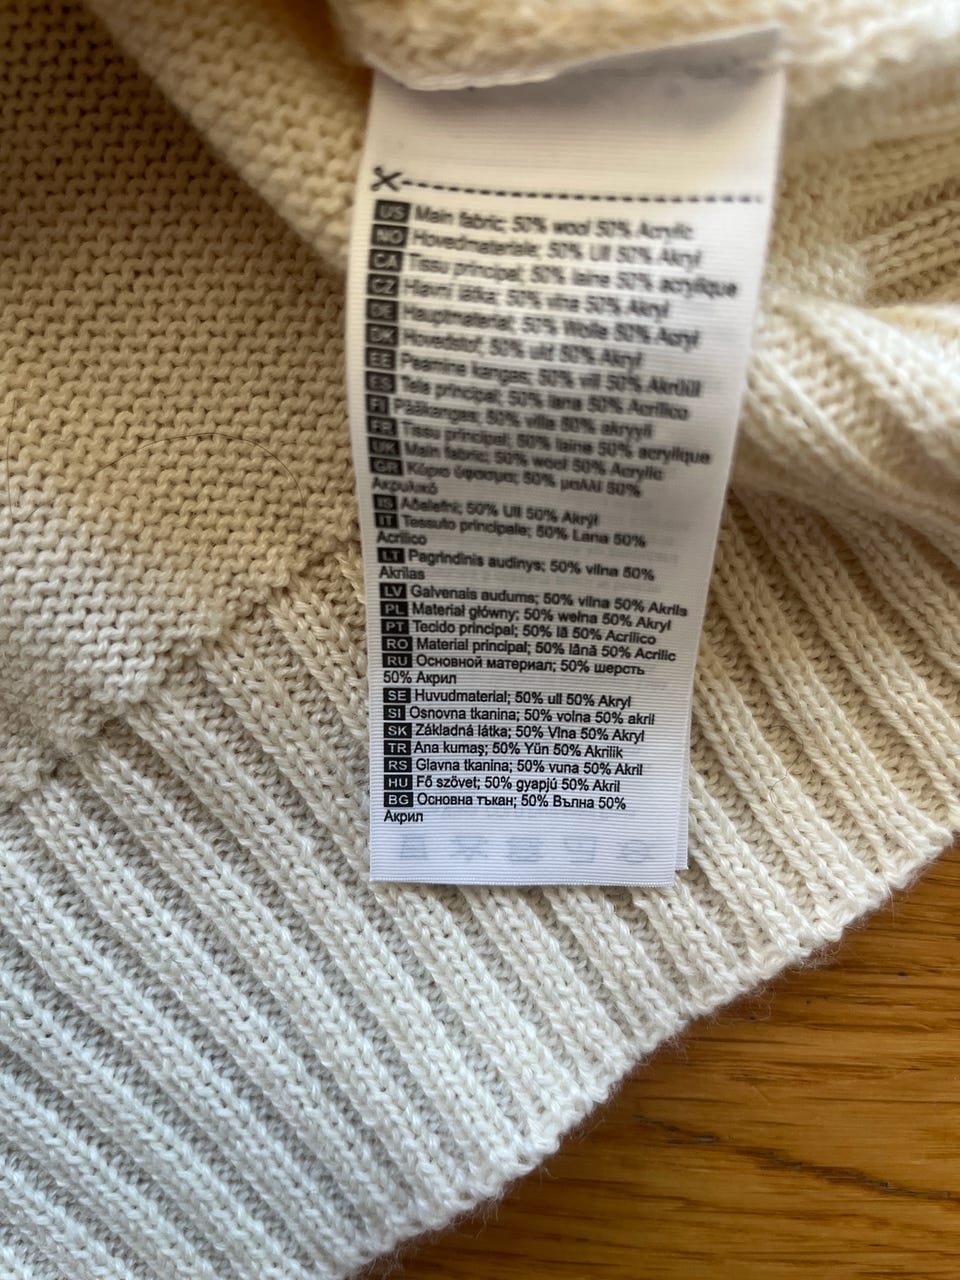 US Main fabric; 50% wool 50% Acrylic
NO Hovedmateriale; 50% Ull 50% Akryl
CA Tissu principal; 50% laine 50% acrylique
CZ Hlavní látka; 50% vlna 50% Akryl
DE Hauptmaterial; 50% Wolle 50% Acryl
DK Hovedstof; 50% uld 50% Akryl
EE Peamine kangas; 50% vill 50% Akrüül
ES Tela principal; 50% lana 50% Acrílico
FI Pääkangas; 50% villa 50% akryyli
FR Tissu principal; 50% laine 50% acrylique
UK Main fabric; 50% wool 50% Acrylic
GR Κύριο ύφασμα; 50% μαλλί 50%
Ακρυλικό
IS Aðalefni; 50% Ull 50% Akrýl
IT Tessuto principale; 50% Lana 50%
Acrilico
LT Pagrindinis audinys; 50% vilna 50%
Akrilas
LV Galvenais audums; 50% vilna 50% Akrils
PL Materiał główny; 50% wełna 50% Akryl
PT Tecido principal; 50% lã 50% Acrílico
RO Material principal; 50% lână 50% Acrilic
RU Основной материал; 50% шерсть
50% Акрил
SE Huvudmaterial; 50% ull 50% Akryl
SI Osnovna tkanina; 50% volna 50% akril
SK Základná látka; 50% Vlna 50% Akryl
TR Ana kumaş; 50% Yün 50% Akrilik
RS Glavna tkanina; 50% vuna 50% Akril
HU Fő szövet; 50% gyapjú 50% Akril
BG Основна тъкан; 50% Вълна 50%
Акрил